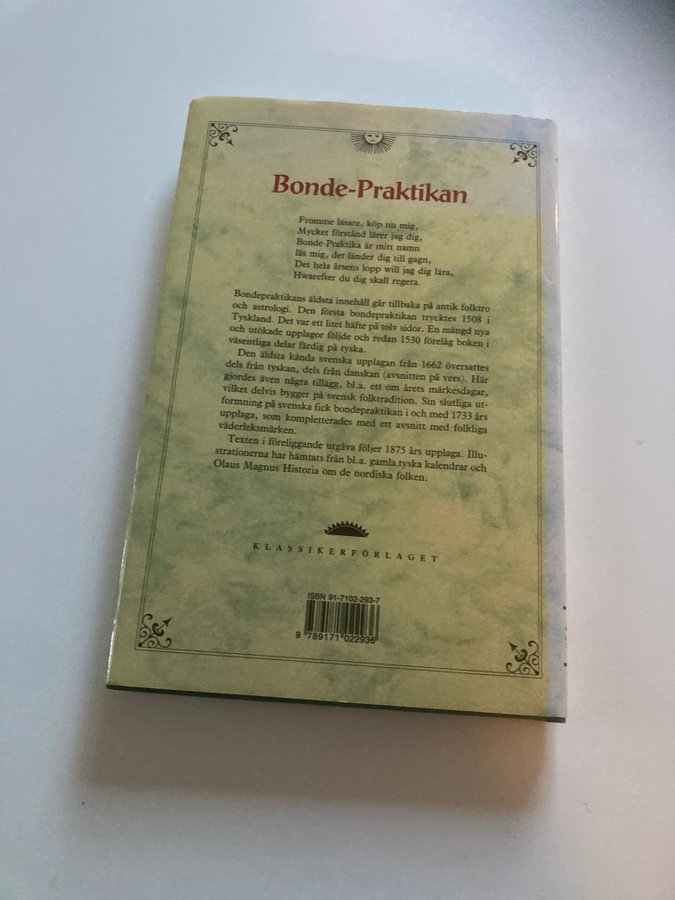 Bonde-Praktikan
Fromme läsare, köp nu mig,
Mycket förstånd lärer jag dig,
Bonde-Praktika är mitt namn
läs mig, det länder dig till gagn,
Det hela årsens lopp will jag dig lära,
Hwarefter du dig skall regera.
Bondepraktikans äldsta innehåll går tillbaka på antik folktro
och astrologi. Den första bondepraktikan trycktes 1508 i
Tyskland. Det var ett litet häfte på tolv sidor. En mängd nya
och utökade upplagor följde och redan 1530 förelåg boken i
väsentliga delar färdig på tyska.
Den äldsta kända svenska upplagan från 1662 översattes
dels från tyskan, dels från danskan (avsnitten på vers). Här
gjordes även några tillägg, bl.a. ett om årets märkesdagar,
vilket delvis bygger på svensk folktradition. Sin slutliga ut-
formning på svenska fick bondepraktikan i och med 1733 års
upplaga, som kompletterades med ett avsnitt med folkliga
väderleksmärken.
Texten i föreliggande utgåva följer 1875 års upplaga. Illu-
strationerna har hämtats från bl.a. gamla tyska kalendrar och
Olaus Magnus Historia om de nordiska folken.
KLASSIKERFÖRLAGET
ISBN 91-7102-293-7
9 789171 022936